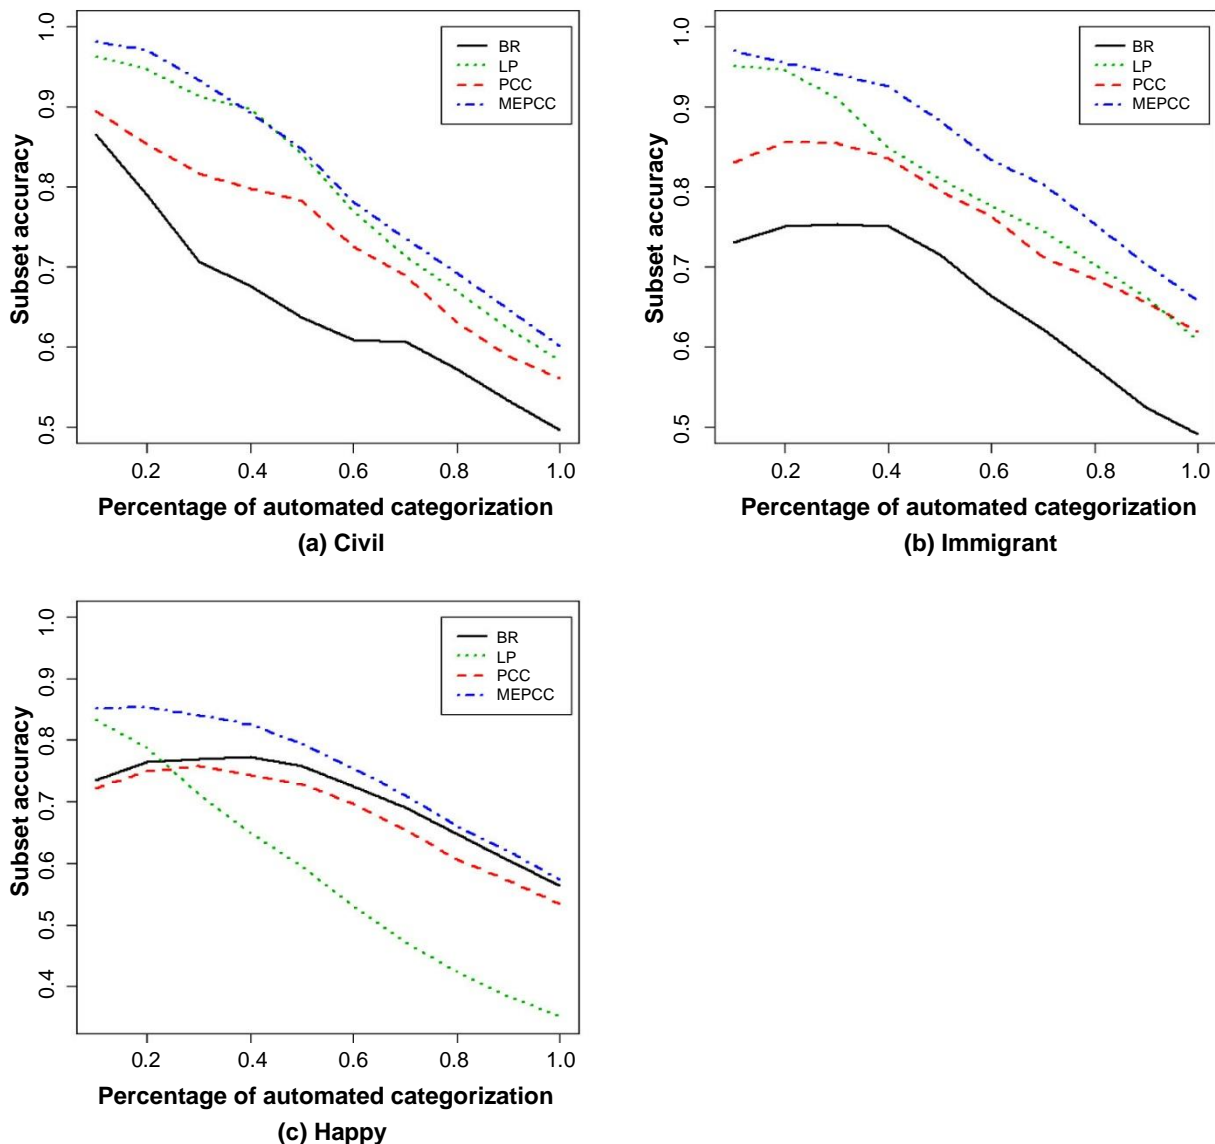 1.0
0.9
0.8
0.7
0.6
0.5
Subset accuracy
BR
LP
PCC
MEPCC
0.2 0.4 0.6 0.8 1.0
Percentage of automated categorization
(a) Civil
1.0
0.9
0.8
0.7
0.6
0.5
Subset accuracy
BR
LP
PCC
MEPCC
0.2 0.4 0.6 0.8 1.0
Percentage of automated categorization
(b) Immigrant
1.0
0.9
0.8
0.7
0.6
0.5
0.4
Subset accuracy
BR
LP
PCC
MEPCC
0.2 0.4 0.6 0.8 1.0
Percentage of automated categorization
(c) Happy